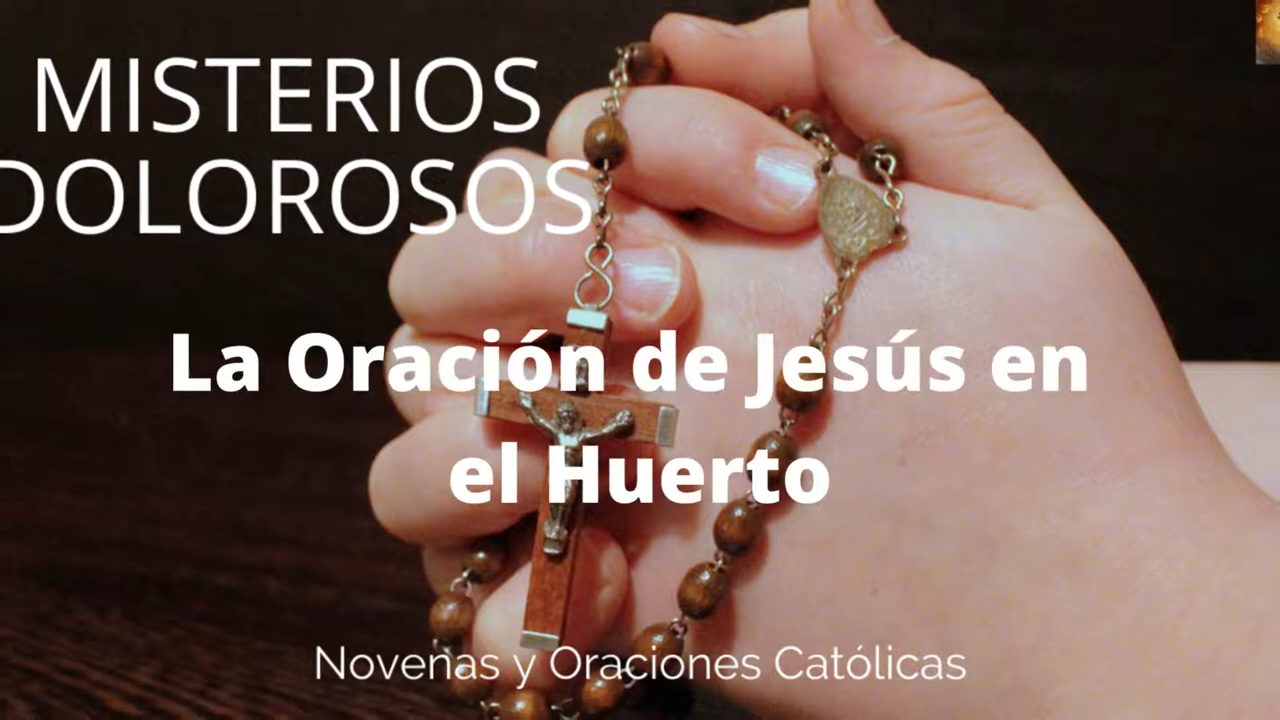 MISTERIOS
DOLOROSOS
La Oración de Jesús en
el Huerto
Novenas y Oraciones Católicas